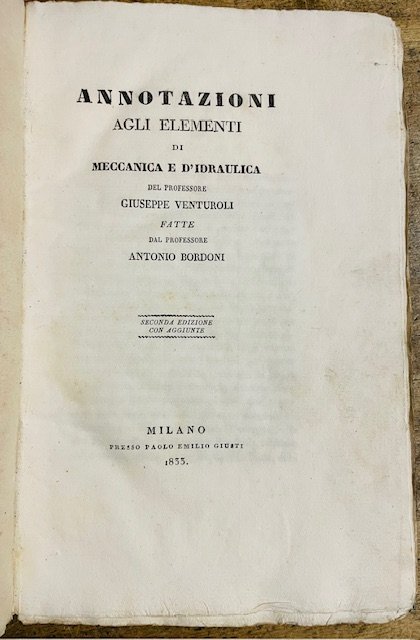 ANNOTAZIONI
AGLI ELEMENTI
DI
MECCANICA E D'IDRAULICA
DEL PROFESSORE
GIUSEPPE VENTUROLI
FATTE
DAL PROFESSORE
ANTONIO BORDONI
SECONDA EDIZIONE
CON AGGIUNTE
MILANO
PRESSO PAOLO EMILIO GIUSTI
1833.